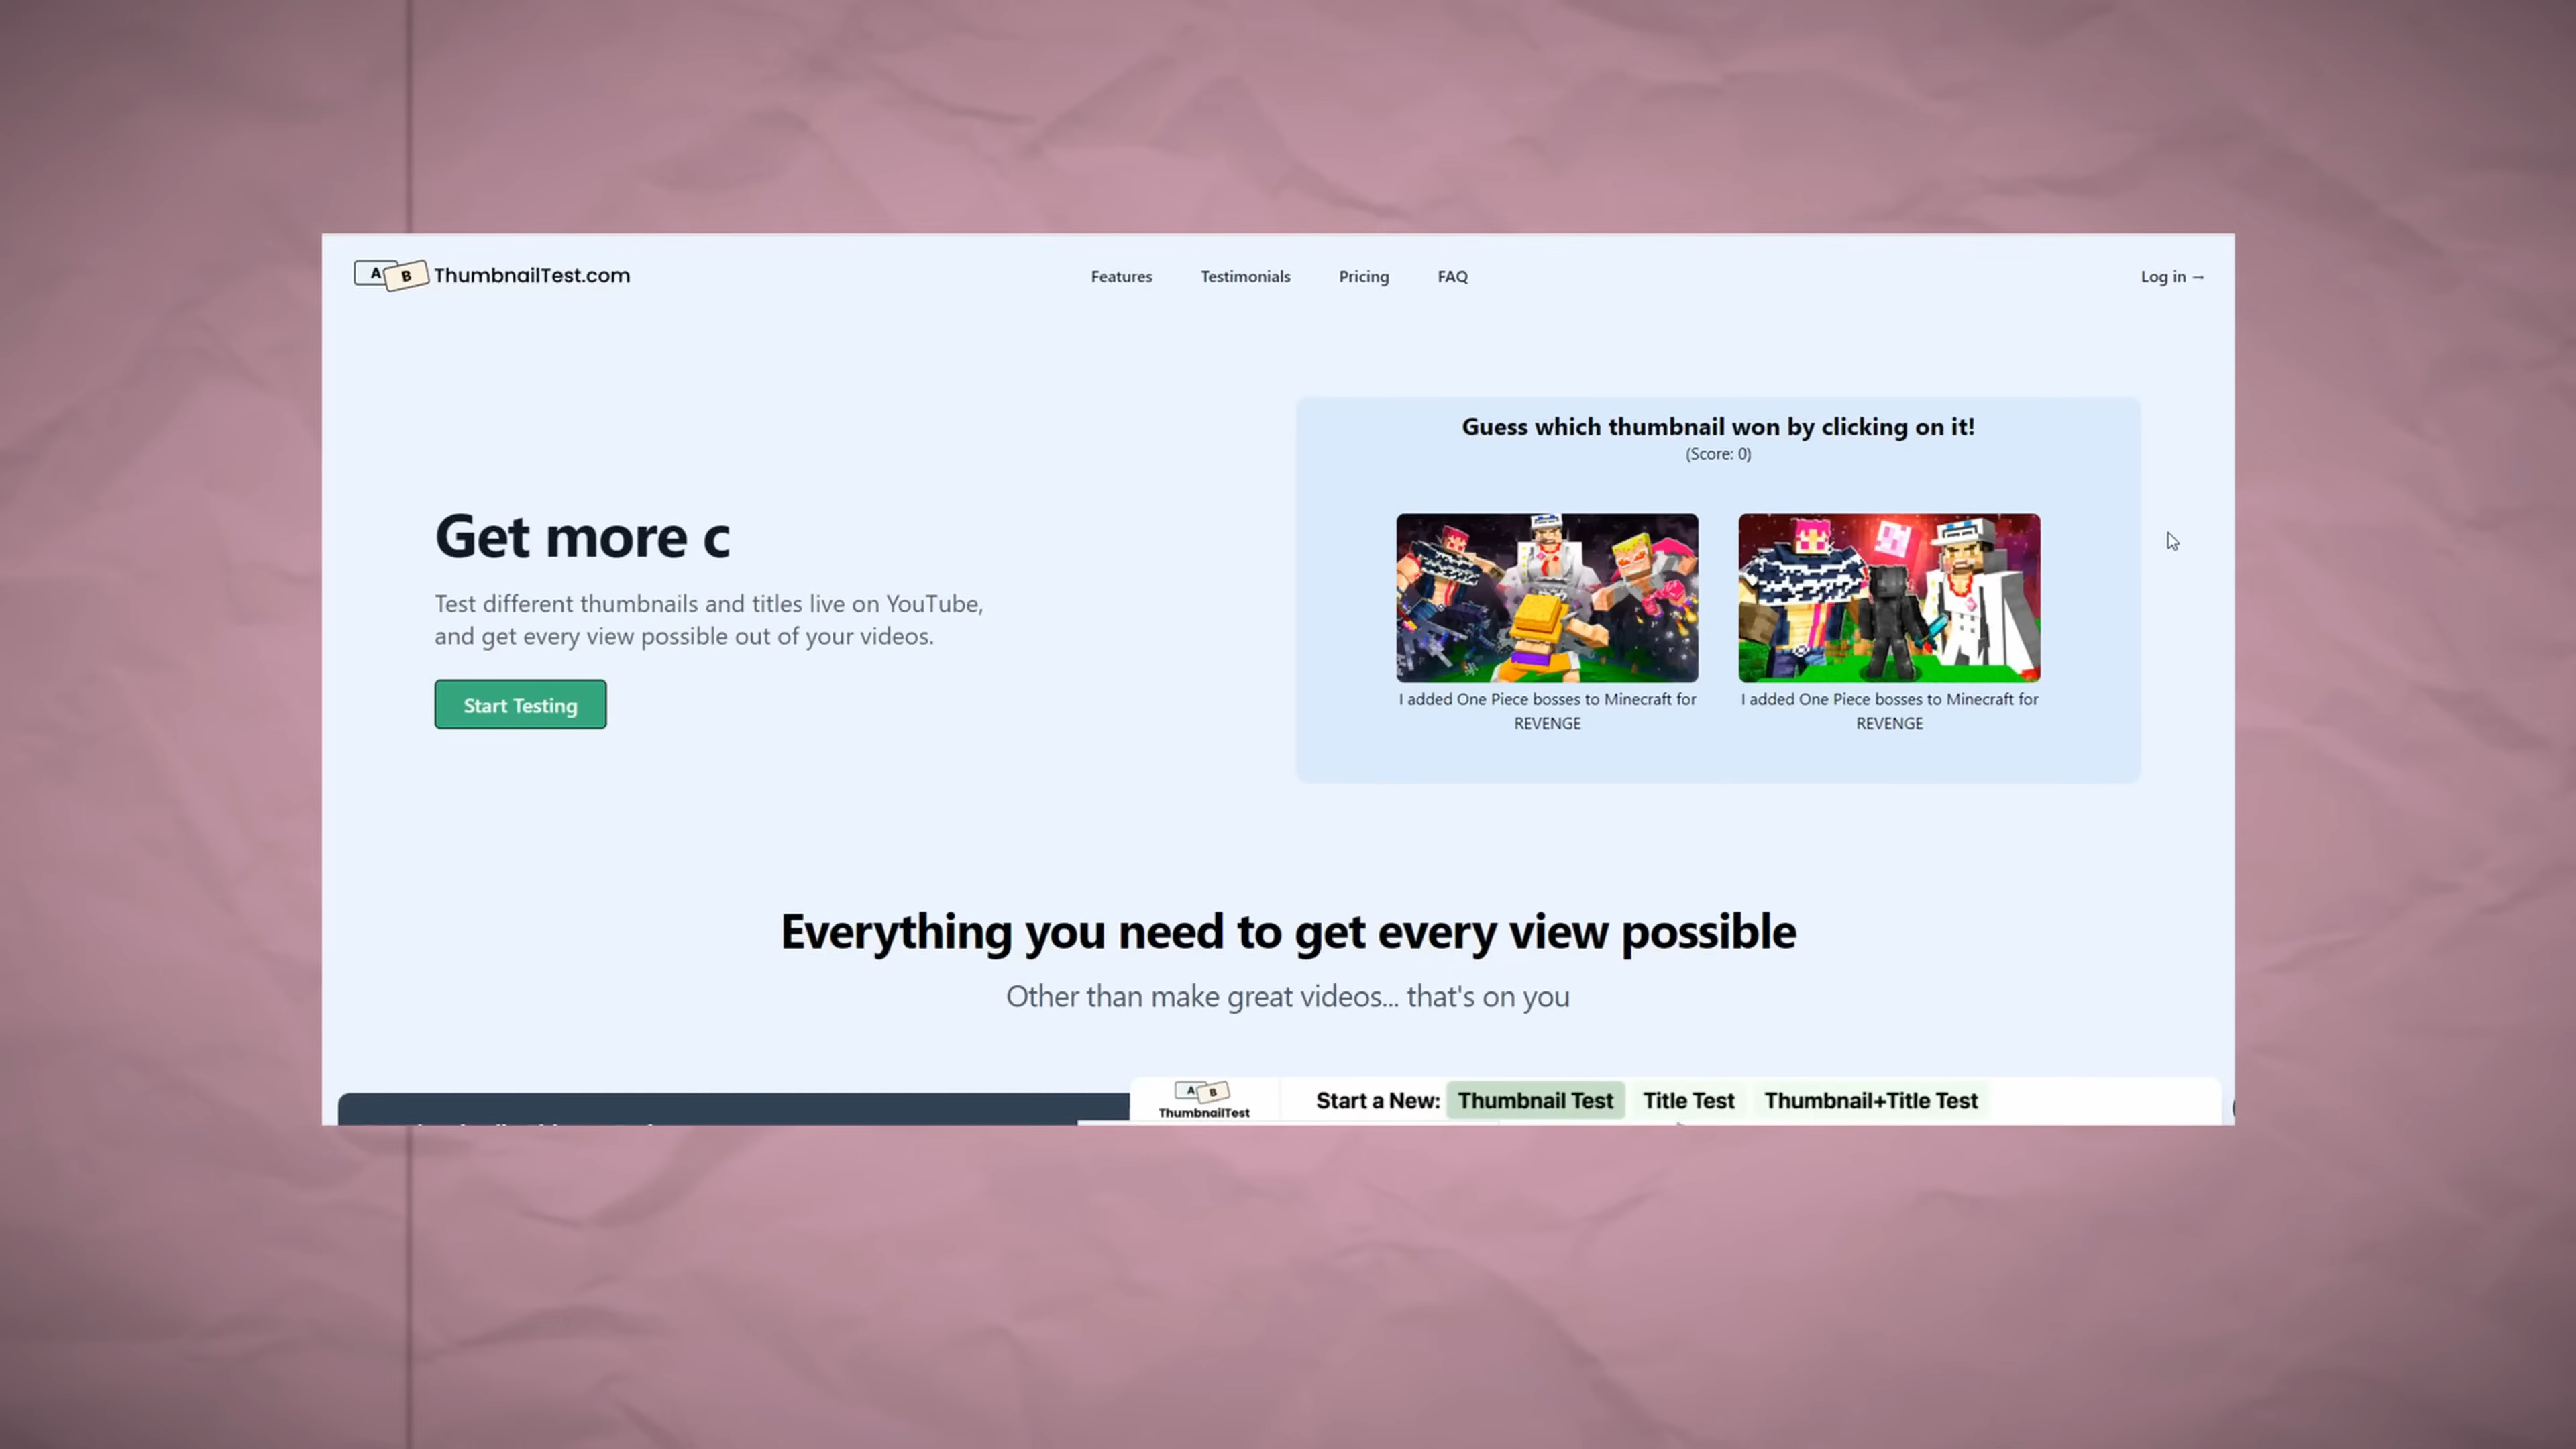 A B ThumbnailTest.com
Features Testimonials Pricing FAQ
Log in →
Guess which thumbnail won by clicking on it!
(Score: 0)
Get more c
Test different thumbnails and titles live on YouTube,
and get every view possible out of your videos.
Start Testing
I added One Piece bosses to Minecraft for
REVENGE
I added One Piece bosses to Minecraft for
REVENGE
Everything you need to get every view possible
Other than make great videos... that's on you
A B
ThumbnailTest
Start a New: Thumbnail Test Title Test Thumbnail+Title Test